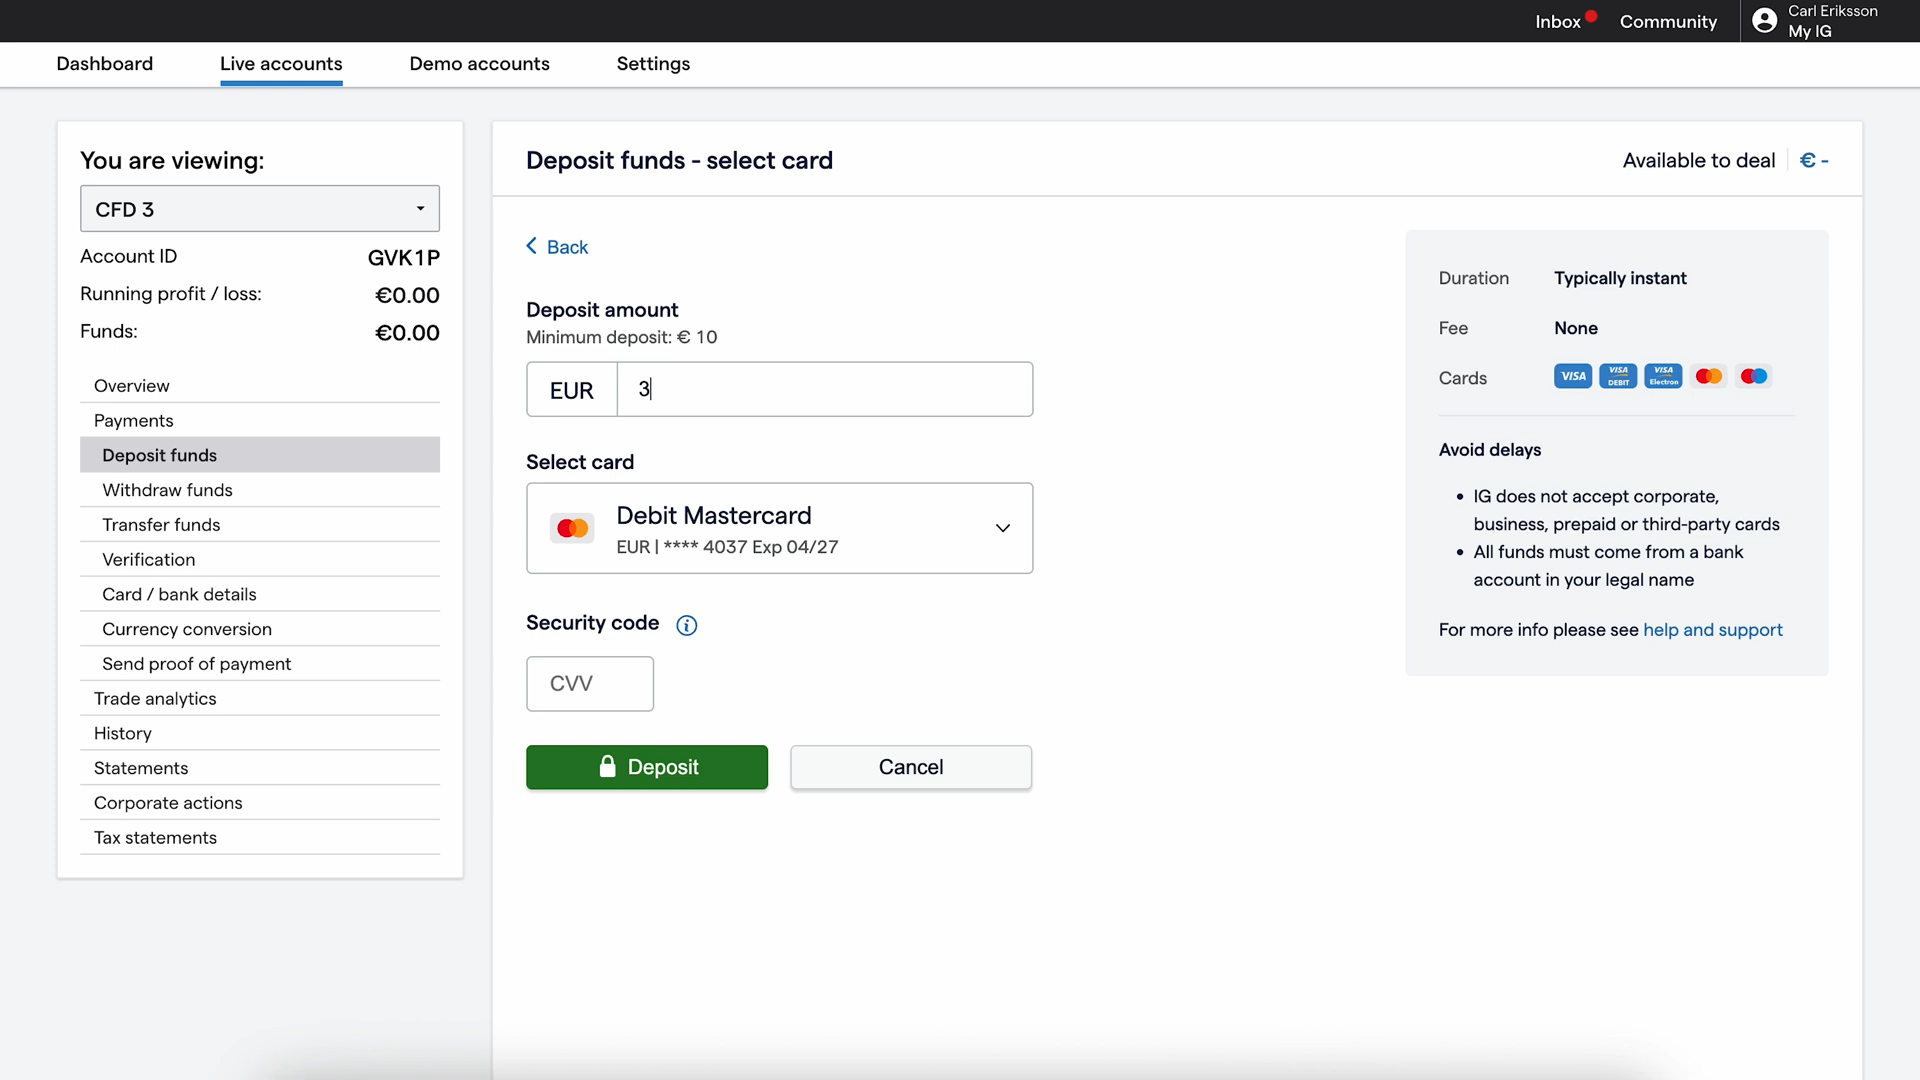 Inbox
Community
Carl Eriksson
My IG
Dashboard
Live accounts
Demo accounts
Settings
You are viewing:
CFD 3
Account ID GVK1P
Running profit / loss: €0.00
Funds: €0.00
Overview
Payments
Deposit funds
Withdraw funds
Transfer funds
Verification
Card / bank details
Currency conversion
Send proof of payment
Trade analytics
History
Statements
Corporate actions
Tax statements
Deposit funds - select card
Available to deal € -
Back
Deposit amount
Minimum deposit: € 10
EUR 3
Select card
Debit Mastercard
EUR | **** 4037 Exp 04/27
Security code
CVV
Deposit
Cancel
Duration Typically instant
Fee None
Cards VISA VISA DEBIT VISA Electron
Avoid delays
• IG does not accept corporate,
business, prepaid or third-party cards
• All funds must come from a bank
account in your legal name
For more info please see help and support